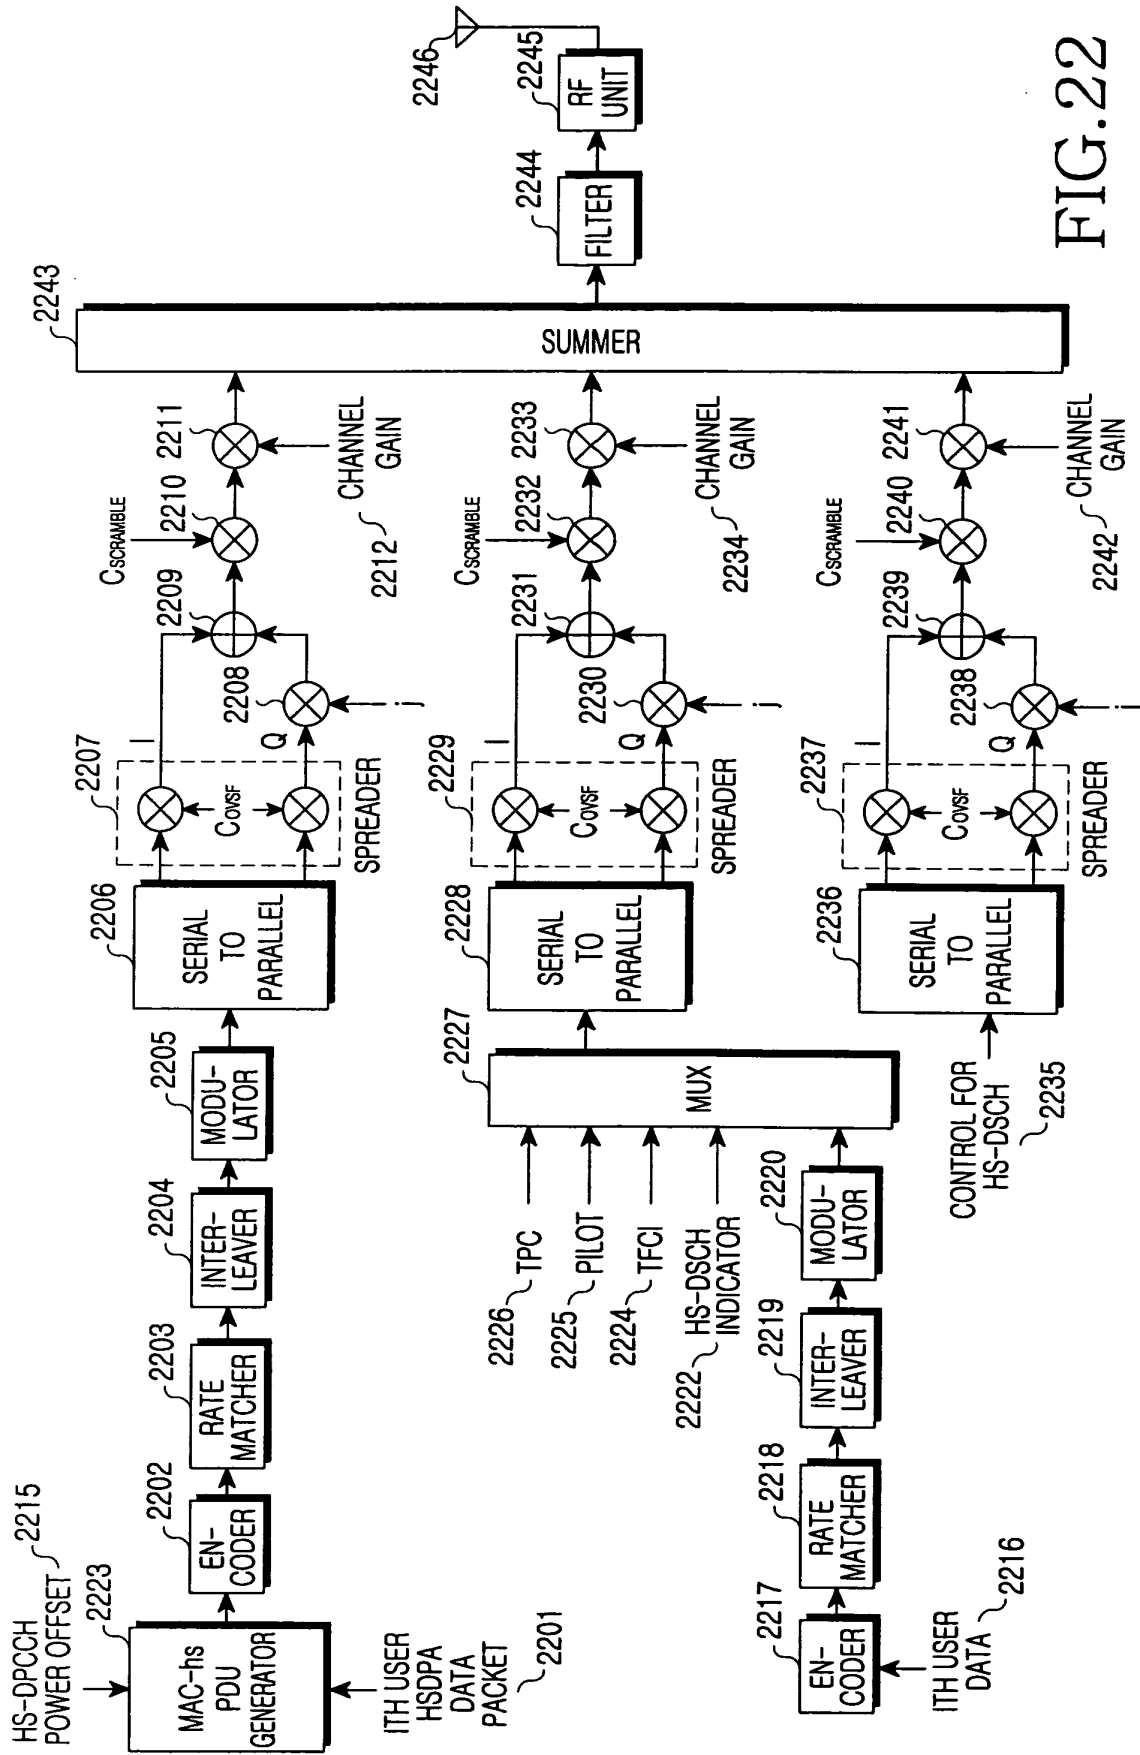 HS-DPCCH
POWER OFFSET
2215
2223
MAC-hs
PDU
GENERATOR
ITH USER
HSDPA
DATA
PACKET
2201
2202
EN-
CODER
2203
RATE
MATCHER
2204
INTER-
LEAVER
2205
MODU-
LATOR
2206
SERIAL
TO
PARALLEL
2207
COVSF
SPREADER
I
Q
2208
j
2209
CSCRAMBLE
2210
2211
CHANNEL
GAIN
2212
2226
TPC
2225
PILOT
2224
TFCI
2222
HS-DSCH
INDICATOR
ITH USER
DATA
2216
2217
EN-
CODER
2218
RATE
MATCHER
2219
INTER-
LEAVER
2220
MODU-
LATOR
2227
MUX
2228
SERIAL
TO
PARALLEL
2229
COVSF
SPREADER
I
Q
2230
j
2231
CSCRAMBLE
2232
2233
CHANNEL
GAIN
2234
CONTROL FOR
HS-DSCH
2235
2236
SERIAL
TO
PARALLEL
2237
COVSF
SPREADER
I
Q
2238
j
2239
CSCRAMBLE
2240
2241
CHANNEL
GAIN
2242
2243
SUMMER
2244
FILTER
2245
RF
UNIT
2246
FIG.22